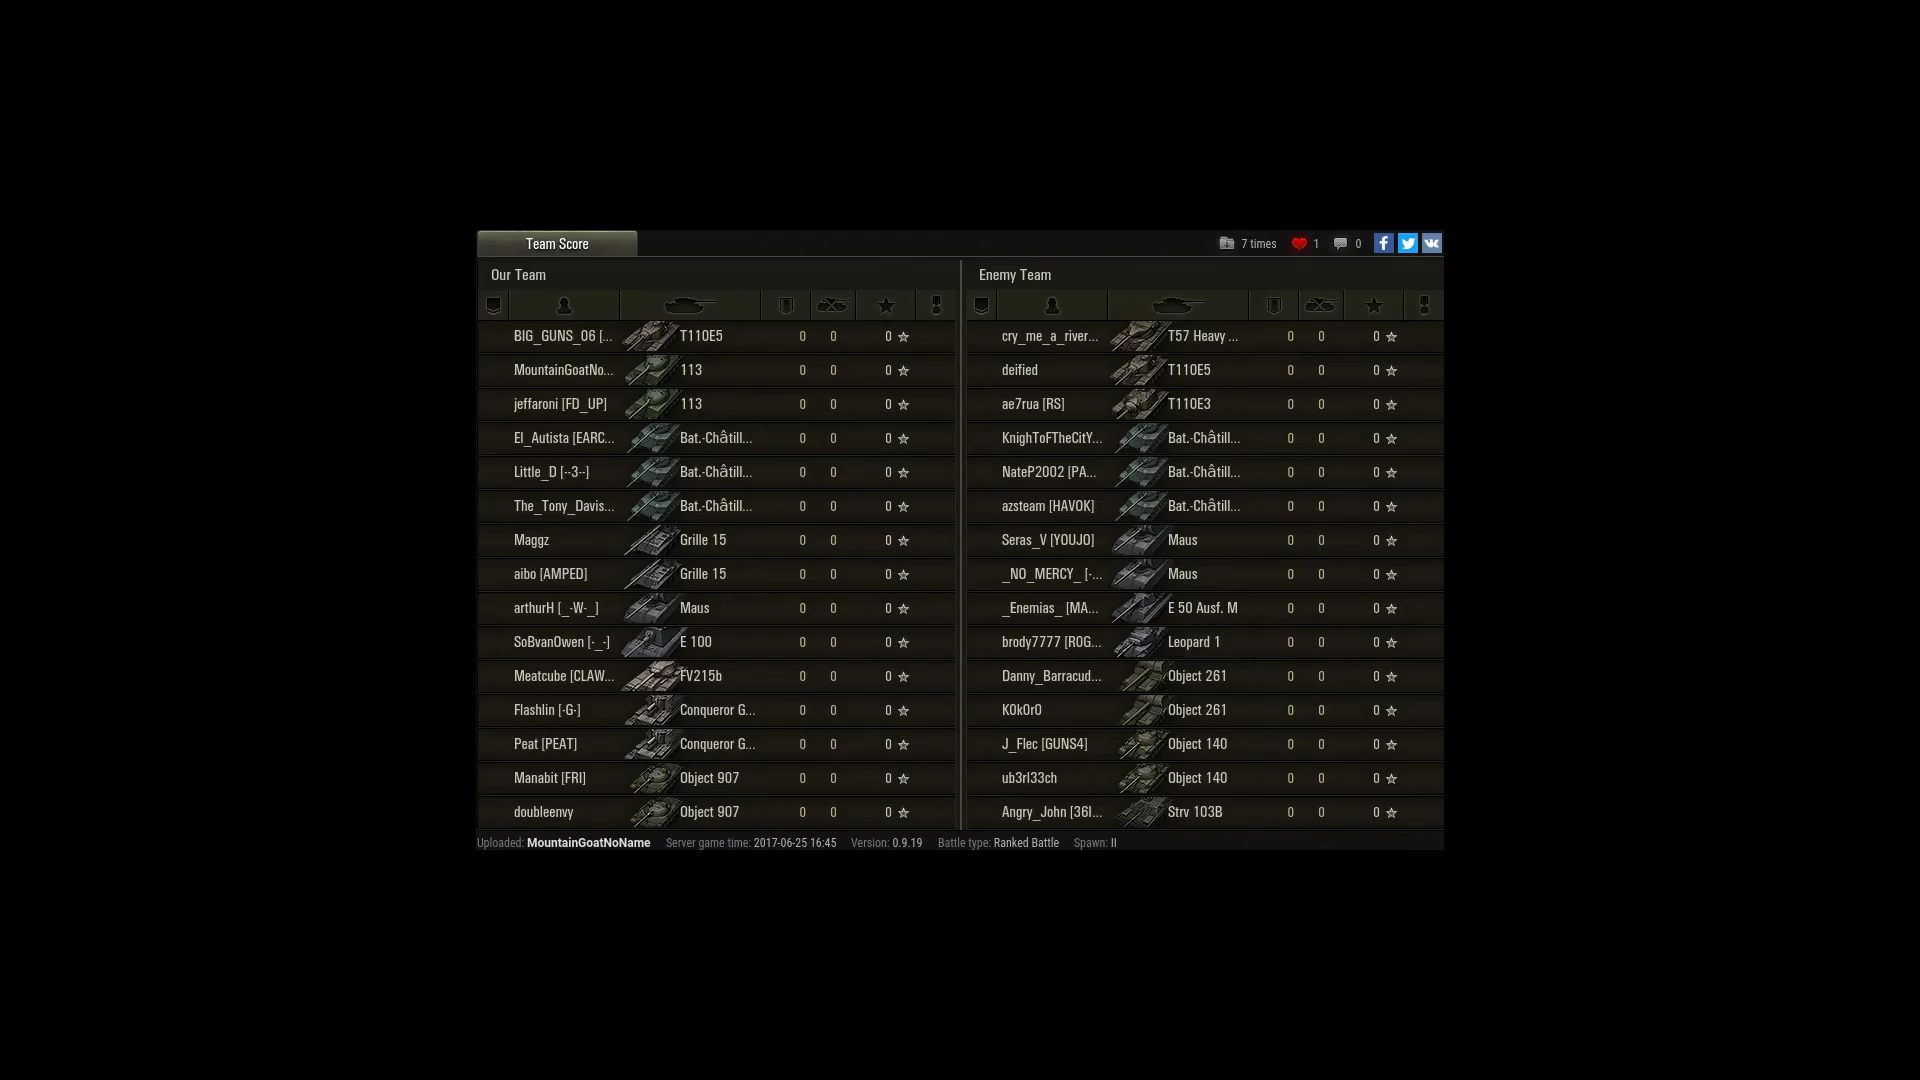 Team Score 7 times 1 0
Our Team Enemy Team
BIG_GUNS_06 [... T110E5 0 0 0 cry_me_a_river... T57 Heavy ... 0 0 0
MountainGoatNo... 113 0 0 0 deified T110E5 0 0 0
jeffaroni [FD_UP] 113 0 0 0 ae7rua [RS] T110E3 0 0 0
El_Autista [EARC... Bat.-Châtill... 0 0 0 KnighToFTheCitY... Bat.-Châtill... 0 0 0
Little_D [--3--] Bat.-Châtill... 0 0 0 NateP2002 [PA... Bat.-Châtill... 0 0 0
The_Tony_Davis... Bat.-Châtill... 0 0 0 azsteam [HAVOK] Bat.-Châtill... 0 0 0
Maggz Grille 15 0 0 0 Seras_V [YOUJO] Maus 0 0 0
aibo [AMPED] Grille 15 0 0 0 _NO_MERCY_ [-... Maus 0 0 0
arthurH [_-W-_] Maus 0 0 0 _Enemias_ [MA... E 50 Ausf. M 0 0 0
SoBvanOwen [-_-] E 100 0 0 0 brody7777 [ROG... Leopard 1 0 0 0
Meatcube [CLAW... FV215b 0 0 0 Danny_Barracud... Object 261 0 0 0
Flashlin [-G-] Conqueror G... 0 0 0 K0k0r0 Object 261 0 0 0
Peat [PEAT] Conqueror G... 0 0 0 J_Flec [GUNS4] Object 140 0 0 0
Manabit [FRI] Object 907 0 0 0 ub3rl33ch Object 140 0 0 0
doubleenvy Object 907 0 0 0 Angry_John [36I... Strv 103B 0 0 0
Uploaded: MountainGoatNoName Server game time: 2017-06-25 16:45 Version: 0.9.19 Battle type: Ranked Battle Spawn: II